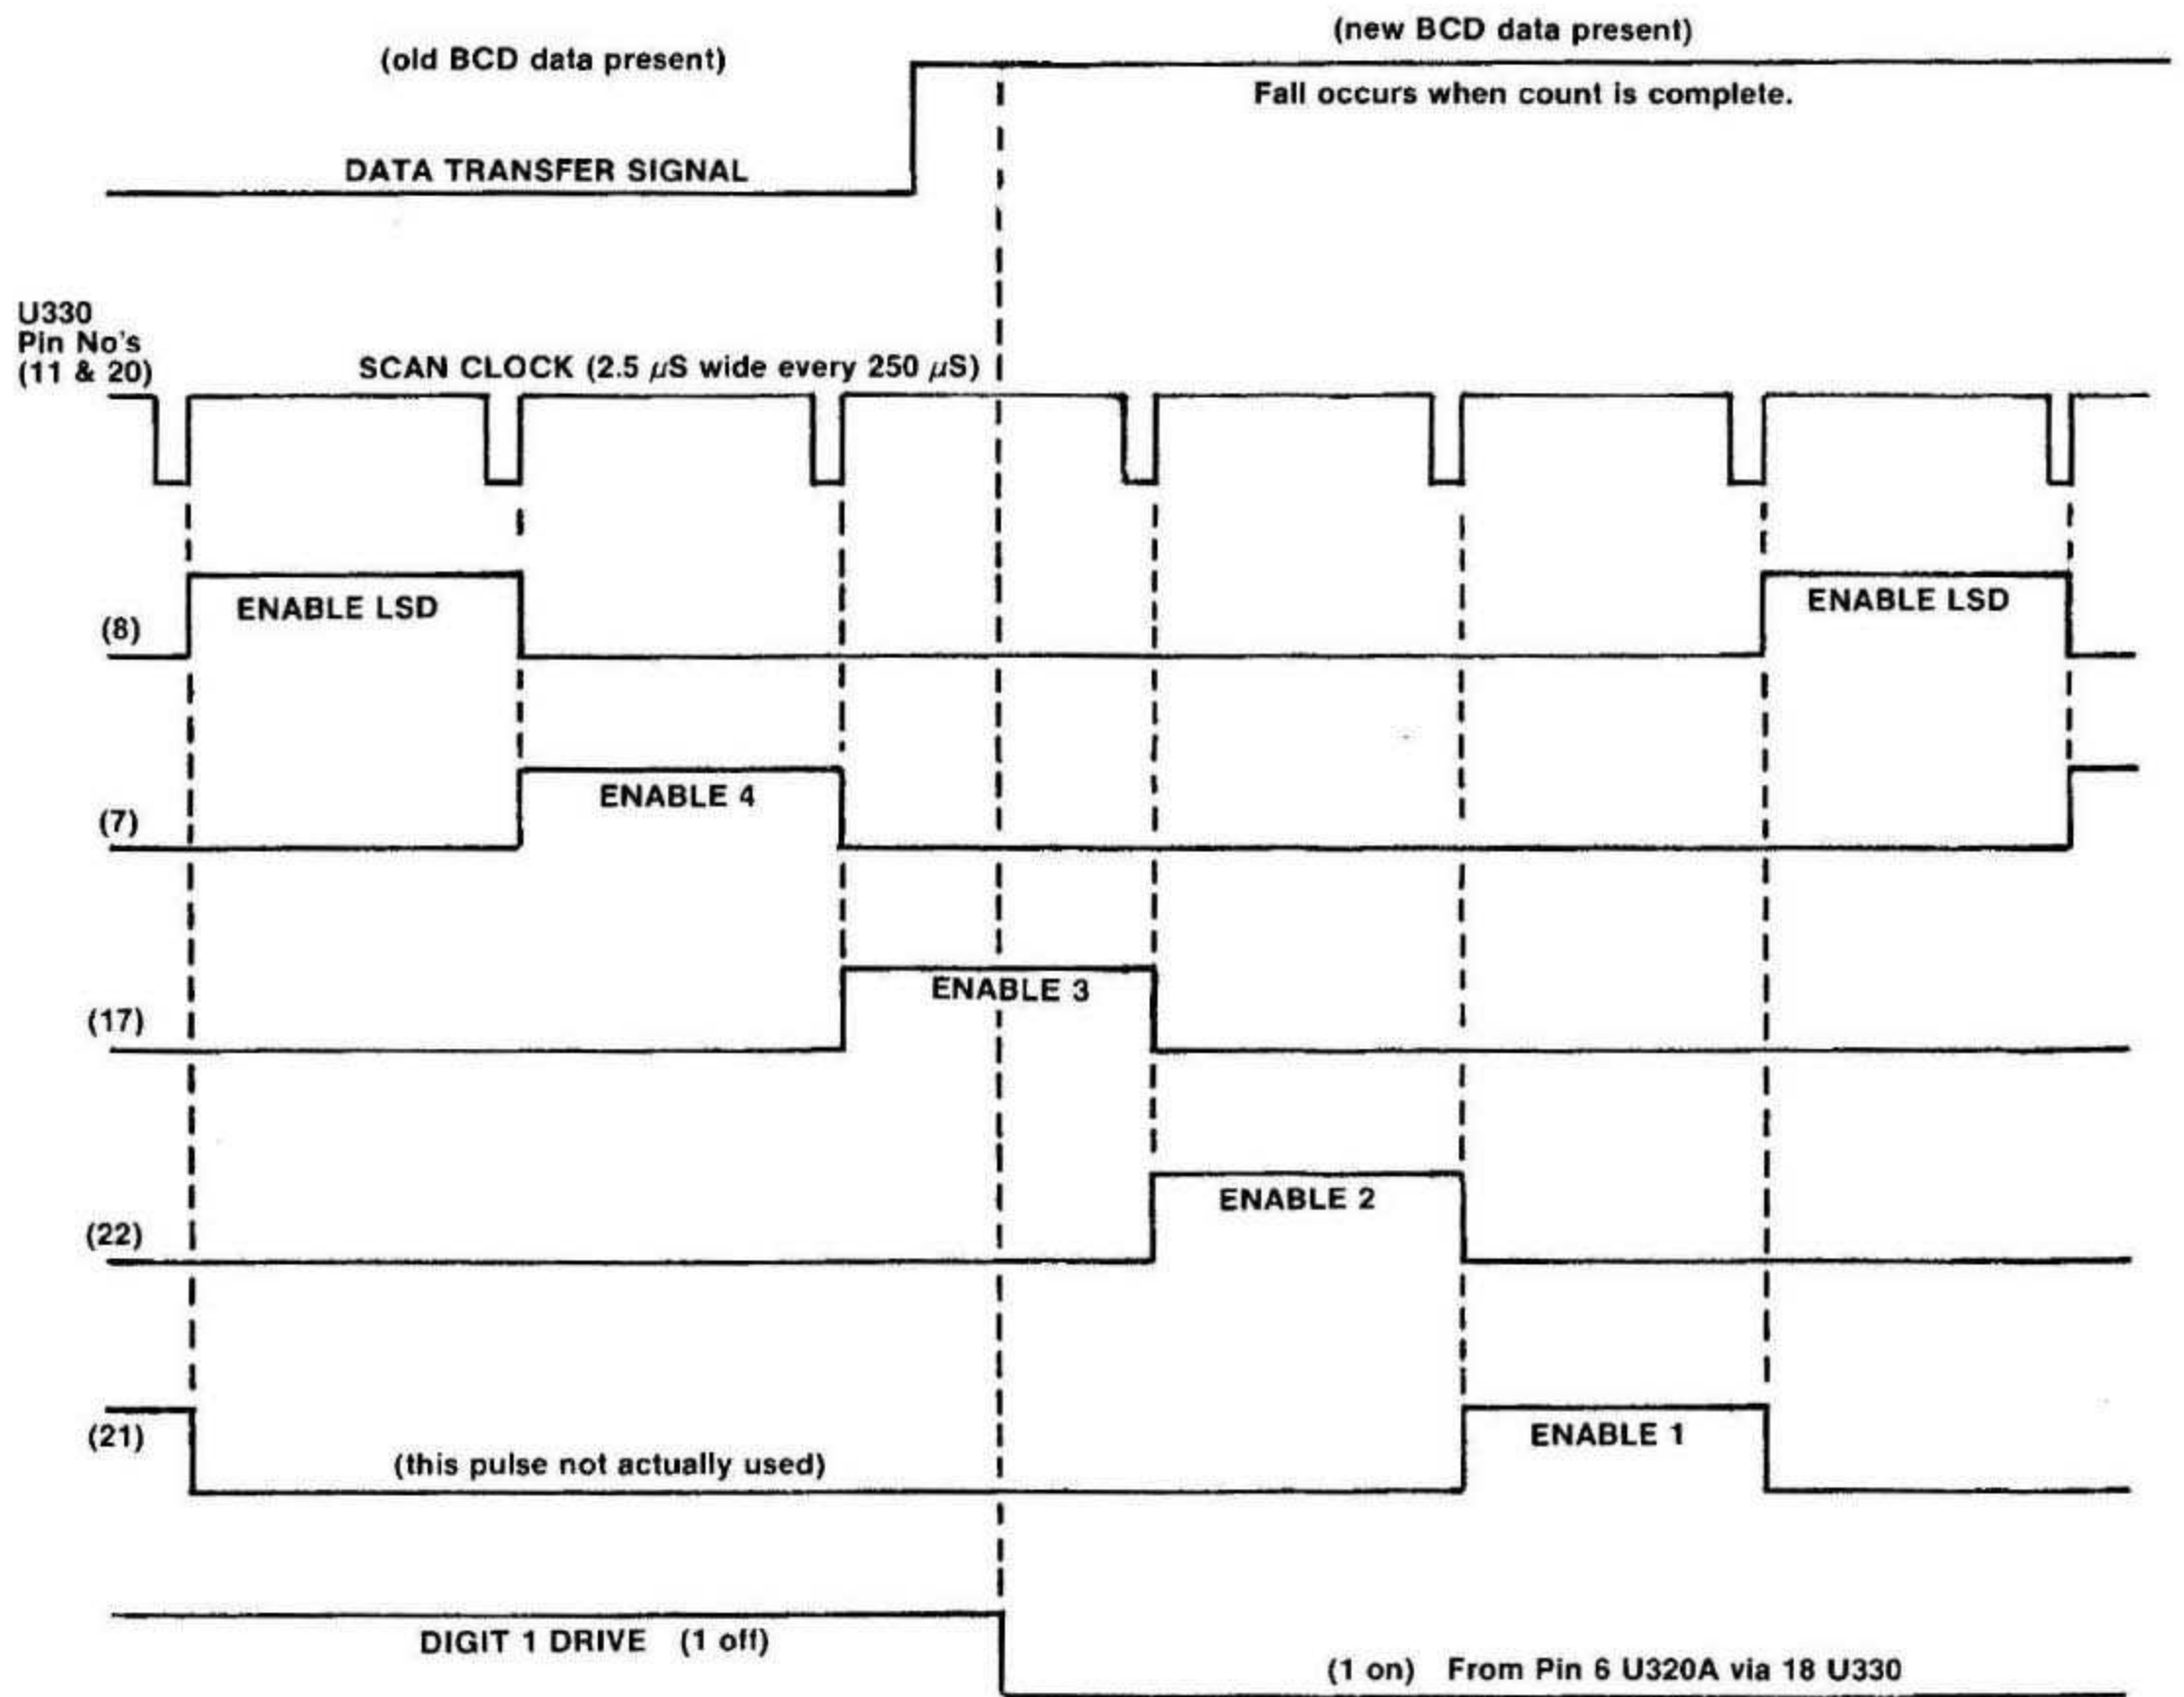 (new BCD data present)
(old BCD data present)
Fall occurs when count is complete.
DATA TRANSFER SIGNAL
U330
Pin No's
(11 & 20)
SCAN CLOCK (2.5 μS wide every 250 μS)
ENABLE LSD
ENABLE LSD
(8)
ENABLE 4
(7)
ENABLE 3
(17)
ENABLE 2
(22)
ENABLE 1
(21)
(this pulse not actually used)
DIGIT 1 DRIVE (1 off)
(1 on) From Pin 6 U320A via 18 U330